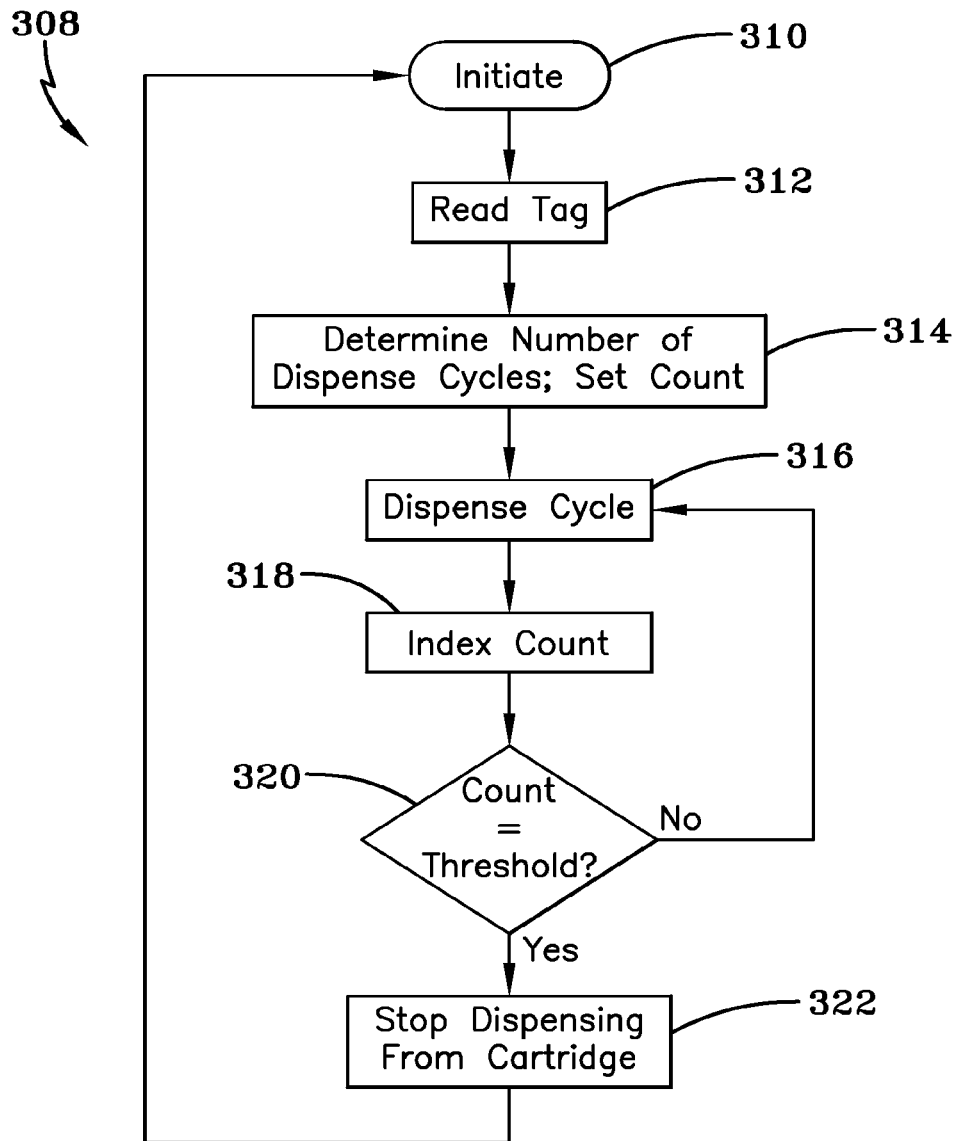 308
310
Initiate
312
Read Tag
314
Determine Number of
Dispense Cycles; Set Count
316
Dispense Cycle
318
Index Count
320
Count
=
Threshold?
No
Yes
322
Stop Dispensing
From Cartridge